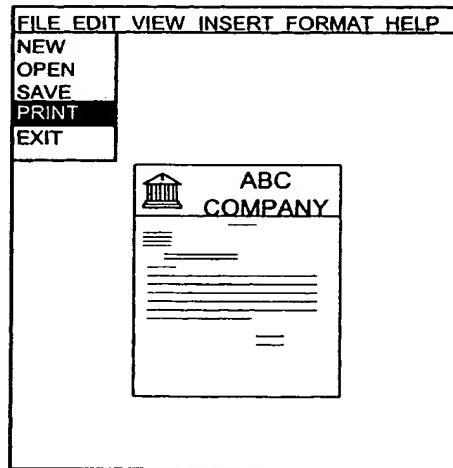 FILE EDIT VIEW INSERT FORMAT HELP
NEW
OPEN
SAVE
PRINT
EXIT
ABC
COMPANY